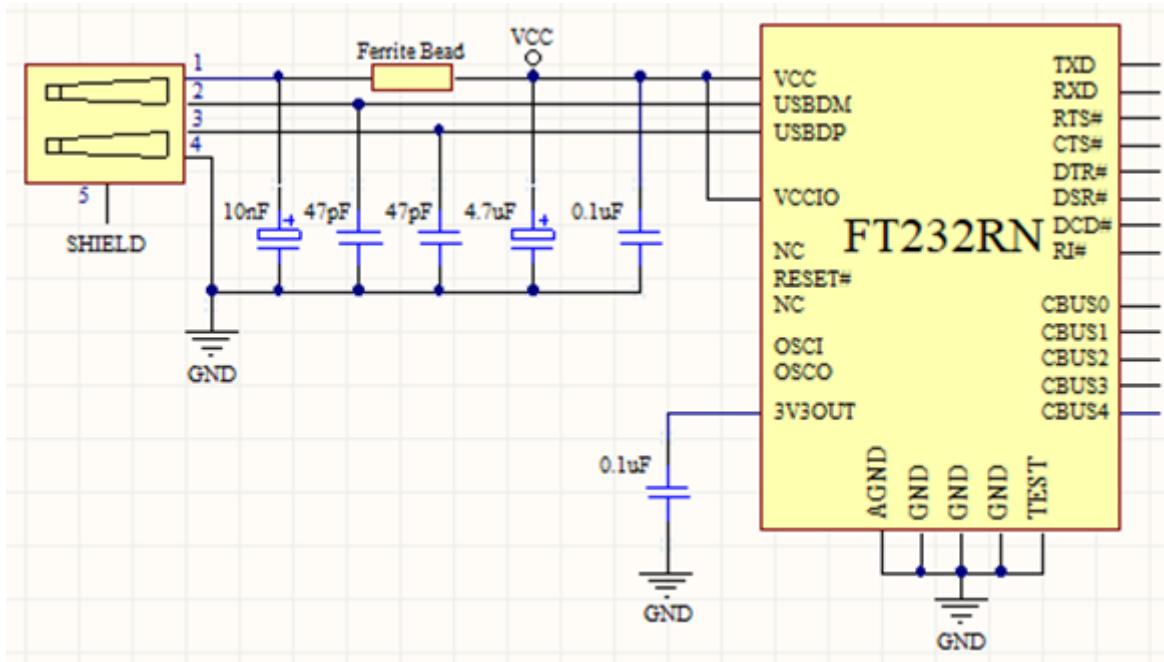 Ferrite Bead
VCC
1
2
3
4
5
SHIELD
10nF
+
47pF
47pF
4.7uF
+
0.1uF
GND
VCC
USBDM
USBDP
VCCIO
NC
RESET#
NC
OSCI
OSCO
3V3OUT
FT232RN
TXD
RXD
RTS#
CTS#
DTR#
DSR#
DCD#
RI#
CBUS0
CBUS1
CBUS2
CBUS3
CBUS4
0.1uF
GND
AGND
GND
GND
GND
TEST
GND